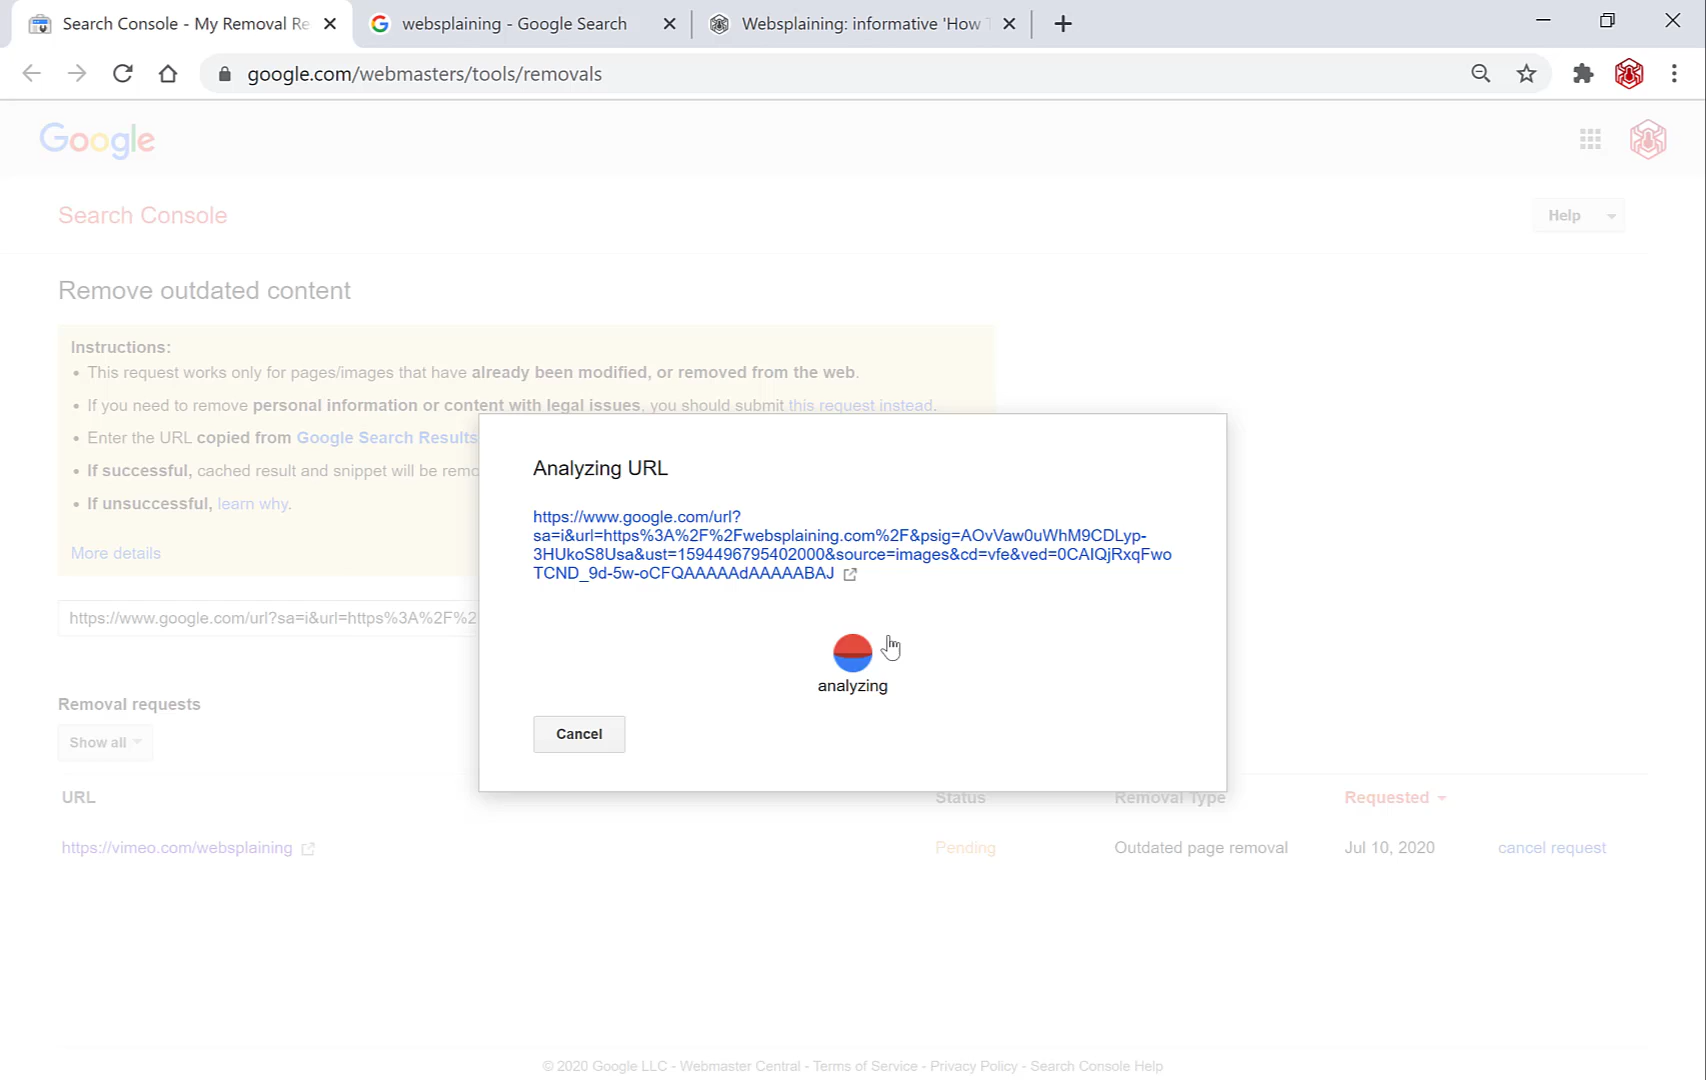 Search Console - My Removal Re
websplaining - Google Search
Websplaining: informative 'How
google.com/webmasters/tools/removals
Google
Search Console
Help
Remove outdated content
Instructions:
• This request works only for pages/images that have already been modified, or removed from the web.
• If you need to remove personal information or content with legal issues, you should submit this request instead.
• Enter the URL copied from Google Search Results
• If successful, cached result and snippet will be remo
• If unsuccessful, learn why.
More details
https://www.google.com/url?sa=i&url=https%3A%2F%2
Analyzing URL
https://www.google.com/url?
sa=i&url=https%3A%2F%2Fwebsplaining.com%2F&psig=AOvVaw0uWhM9CDLyp-
3HUkoS8Usa&ust=1594496795402000&source=images&cd=vfe&ved=0CAIQjRxqFwo
TCND_9d-5w-oCFQAAAAAdAAAAABAJ
analyzing
Cancel
Removal requests
Show all
URL Status Removal Type Requested
https://vimeo.com/websplaining Pending Outdated page removal Jul 10, 2020 cancel request
© 2020 Google LLC - Webmaster Central - Terms of Service - Privacy Policy - Search Console Help